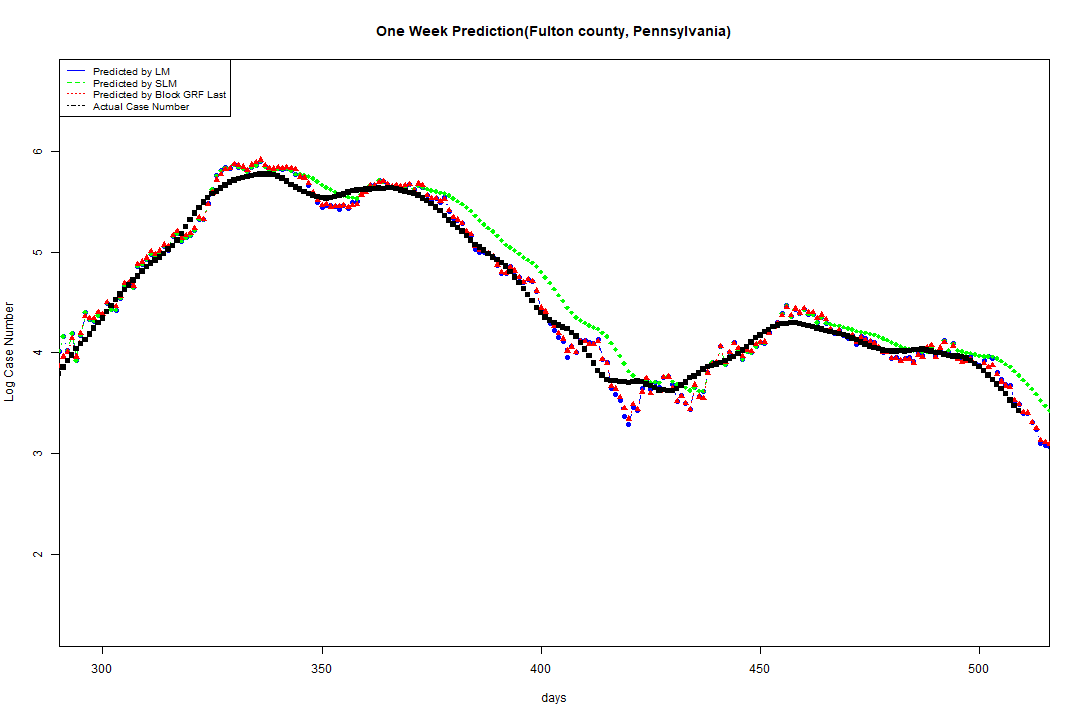 One Week Prediction(Fulton county, Pennsylvania)
Predicted by LM
Predicted by SLM
Predicted by Block GRF Last
Actual Case Number
6
5
4
3
2
Log Case Number
300 350 400 450 500
days